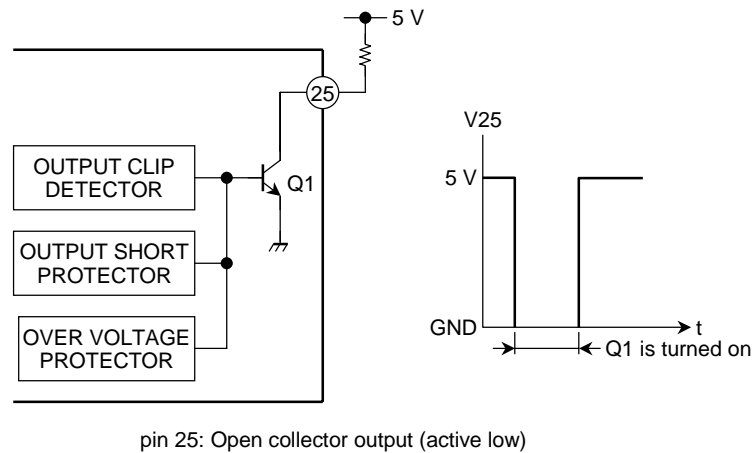 5 V
25
OUTPUT CLIP
DETECTOR
Q1
OUTPUT SHORT
PROTECTOR
OVER VOLTAGE
PROTECTOR
V25
5 V
GND
t
Q1 is turned on
pin 25: Open collector output (active low)